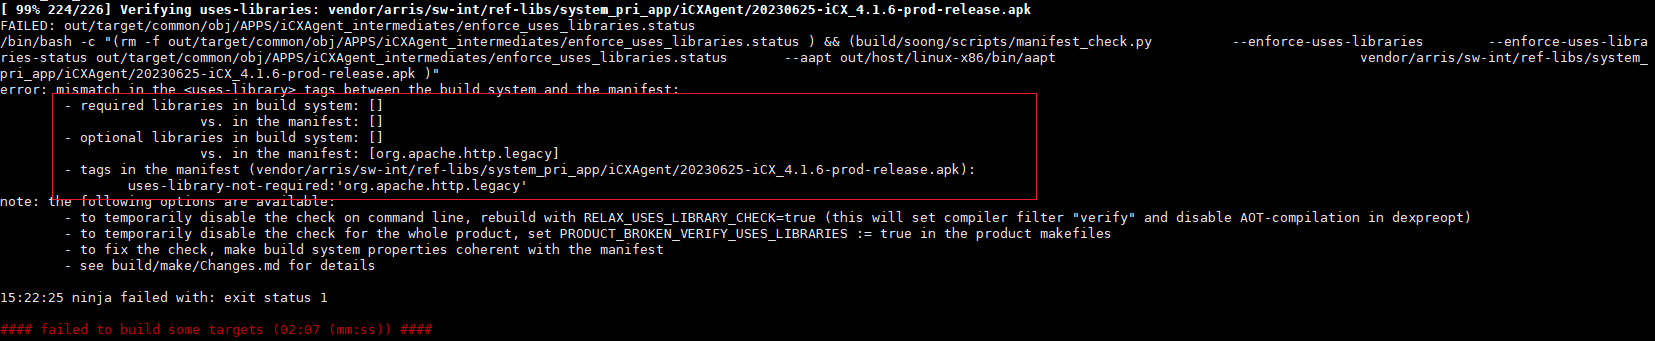 [ 99% 224/226] Verifying uses-libraries: vendor/arris/sw-int/ref-libs/system_pri_app/iCXAgent/20230625-iCX_4.1.6-prod-release.apk
FAILED: out/target/common/obj/APPS/iCXAgent_intermediates/enforce_uses_libraries.status
/bin/bash -c "(rm -f out/target/common/obj/APPS/iCXAgent_intermediates/enforce_uses_libraries.status ) && (build/soong/scripts/manifest_check.py          --enforce-uses-libraries        --enforce-uses-libra
ries-status out/target/common/obj/APPS/iCXAgent_intermediates/enforce_uses_libraries.status       --aapt out/host/linux-x86/bin/aapt                                      vendor/arris/sw-int/ref-libs/system_
pri_app/iCXAgent/20230625-iCX_4.1.6-prod-release.apk )"
error: mismatch in the <uses-library> tags between the build system and the manifest:
        - required libraries in build system: []
                         vs. in the manifest: []
        - optional libraries in build system: []
                         vs. in the manifest: [org.apache.http.legacy]
        - tags in the manifest (vendor/arris/sw-int/ref-libs/system_pri_app/iCXAgent/20230625-iCX_4.1.6-prod-release.apk):
                uses-library-not-required:'org.apache.http.legacy'
note: the following options are available:
        - to temporarily disable the check on command line, rebuild with RELAX_USES_LIBRARY_CHECK=true (this will set compiler filter "verify" and disable AOT-compilation in dexpreopt)
        - to temporarily disable the check for the whole product, set PRODUCT_BROKEN_VERIFY_USES_LIBRARIES := true in the product makefiles
        - to fix the check, make build system properties coherent with the manifest
        - see build/make/Changes.md for details
15:22:25 ninja failed with: exit status 1
#### failed to build some targets (02:07 (mm:ss)) ####